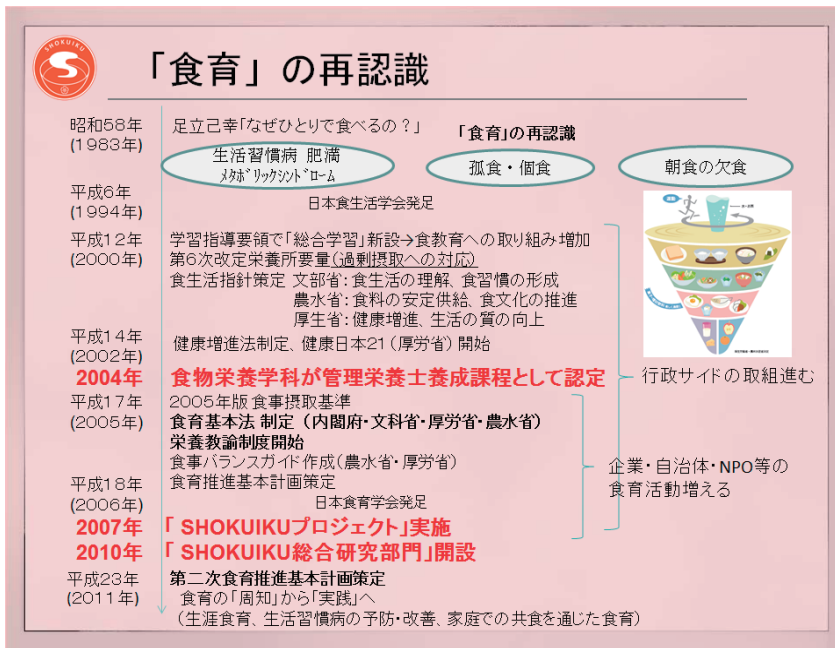 SHOKUIKU
「食育」の再認識
昭和58年
(1983年)
足立己幸「なぜひとりで食べるの？」
「食育」の再認識
生活習慣病 肥満
ﾒﾀﾎﾞﾘｯｸｼﾝﾄﾞﾛｰﾑ
孤食・個食
朝食の欠食
平成6年
(1994年)
日本食生活学会発足
平成12年
(2000年)
学習指導要領で「総合学習」新設→食教育への取り組み増加
第6次改定栄養所要量(過剰摂取への対応)
食生活指針策定 文部省：食生活の理解、食習慣の形成
農水省：食料の安定供給、食文化の推進
厚生省：健康増進、生活の質の向上
平成14年
(2002年)
健康増進法制定、健康日本21（厚労省）開始
2004年 食物栄養学科が管理栄養士養成課程として認定
行政サイドの取組進む
平成17年
(2005年)
2005年版 食事摂取基準
食育基本法 制定（内閣府・文科省・厚労省・農水省）
栄養教諭制度開始
食事バランスガイド作成（農水省・厚労省）
企業・自治体・NPO等の
食育活動増える
平成18年
(2006年)
食育推進基本計画策定
日本食育学会発足
2007年 「 SHOKUIKUプロジェクト」実施
2010年 「 SHOKUIKU総合研究部門」開設
平成23年
(2011年)
第二次食育推進基本計画策定
食育の「周知」から「実践」へ
（生涯食育、生活習慣病の予防・改善、家庭での共食を通じた食育）